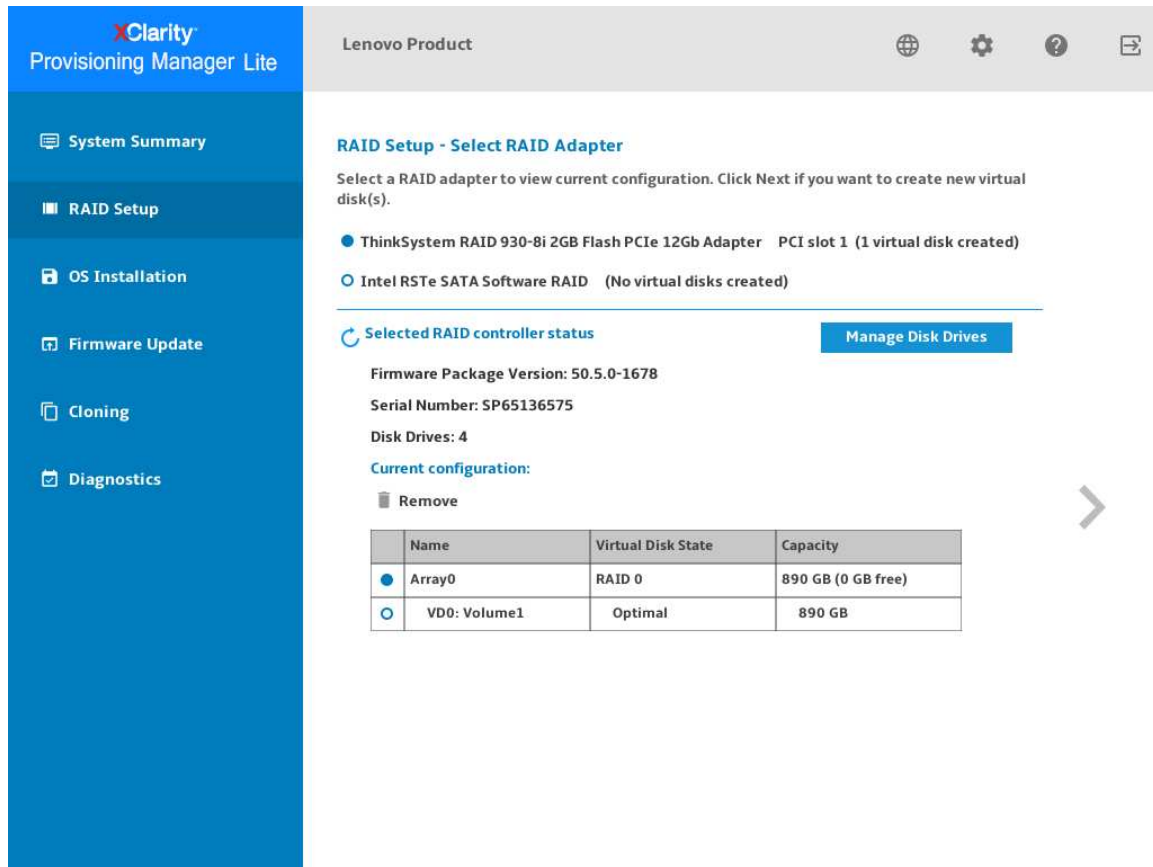 XClarity
Provisioning Manager Lite
Lenovo Product
System Summary
RAID Setup
OS Installation
Firmware Update
Cloning
Diagnostics
RAID Setup - Select RAID Adapter
Select a RAID adapter to view current configuration. Click Next if you want to create new virtual
disk(s).
ThinkSystem RAID 930-8i 2GB Flash PCIe 12Gb Adapter PCI slot 1 (1 virtual disk created)
Intel RSTe SATA Software RAID (No virtual disks created)
Selected RAID controller status
Manage Disk Drives
Firmware Package Version: 50.5.0-1678
Serial Number: SP65136575
Disk Drives: 4
Current configuration:
Remove
Name Virtual Disk State Capacity
Array0 RAID 0 890 GB (0 GB free)
VD0: Volume1 Optimal 890 GB